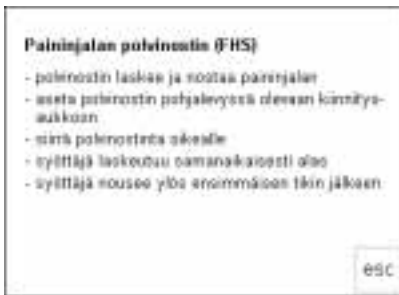 Paininjalan polvinostin (FHS)
- polvinostin laskee ja nostaa paininjalan
- aseta polvinostin pohjalevyssä olevaan kiinnitys-
aukkoon
- siirrä polvinostinta oikealle
- syöttäjä laskeutuu samanaikaisesti alas
- syöttäjä nousee ylös ensimmäisen tikin jälkeen
esc